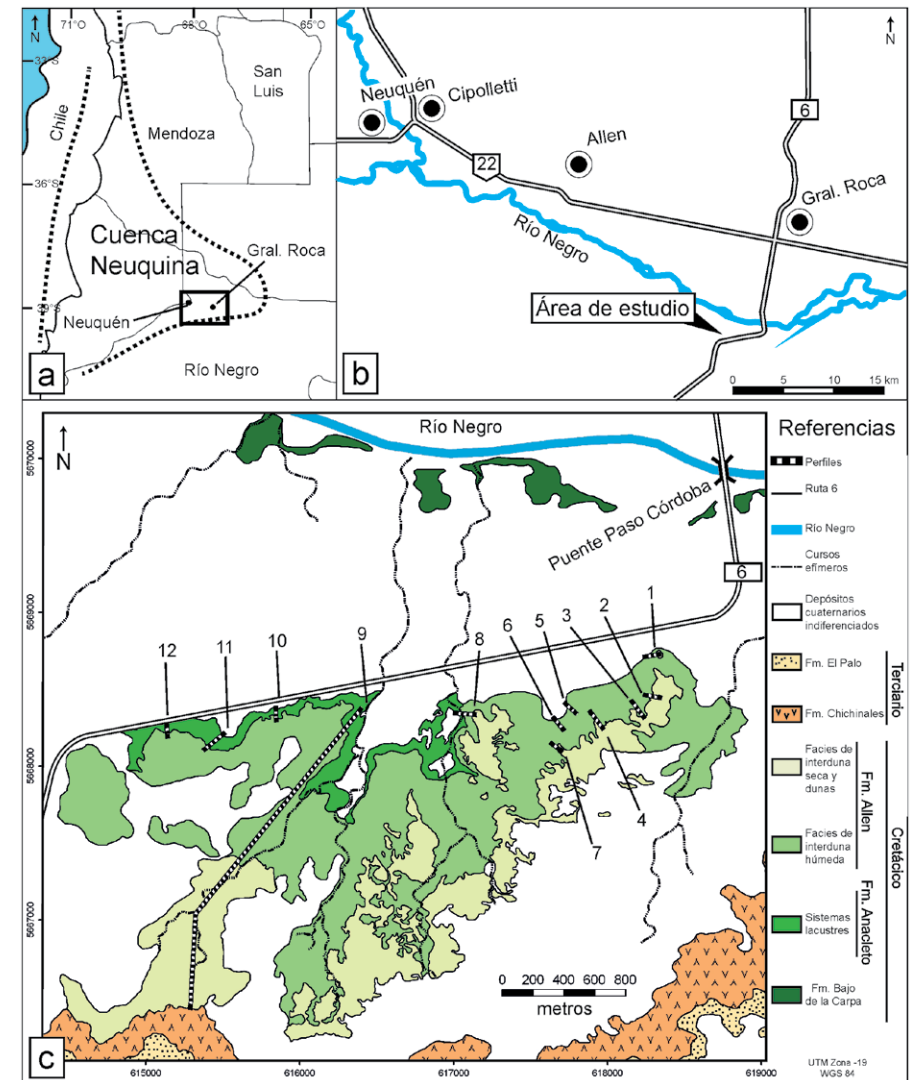 71°O
68°O
65°O
N
33°S
Chile
Mendoza
San
Luis
36°S
Cuenca
Neuquina
Gral. Roca
39°S
Neuquén
Río Negro
a
N
Neuquén
Cipolletti
6
Allen
22
Gral. Roca
Río Negro
Área de estudio
0 5 10 15 km
b
N
Río Negro
Puente Paso Córdoba
6
1
2
3
5
6
8
9
10
11
12
4
7
5670000
5669000
5668000
5667000
0 200 400 600 800
metros
c
615000
616000
617000
618000
619000
Referencias
Perfiles
Ruta 6
Río Negro
Cursos
efímeros
Depósitos
cuaternarios
indiferenciados
Fm. El Palo
Fm. Chichinales
Terciario
Facies de
interduna
seca y
dunas
Facies de
interduna
húmeda
Fm. Allen
Sistemas
lacustres
Fm. Anacleto
Fm. Bajo
de la Carpa
Cretácico
UTM Zona -19
WGS 84